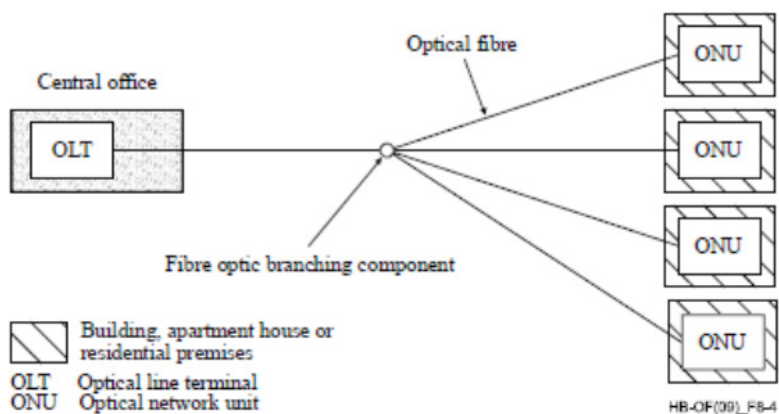 Optical fibre
ONU
Central office
OLT
ONU
ONU
Fibre optic branching component
ONU
Building, apartment house or
residential premises
OLT Optical line terminal
ONU Optical network unit
HB-OF(09)_F8-4